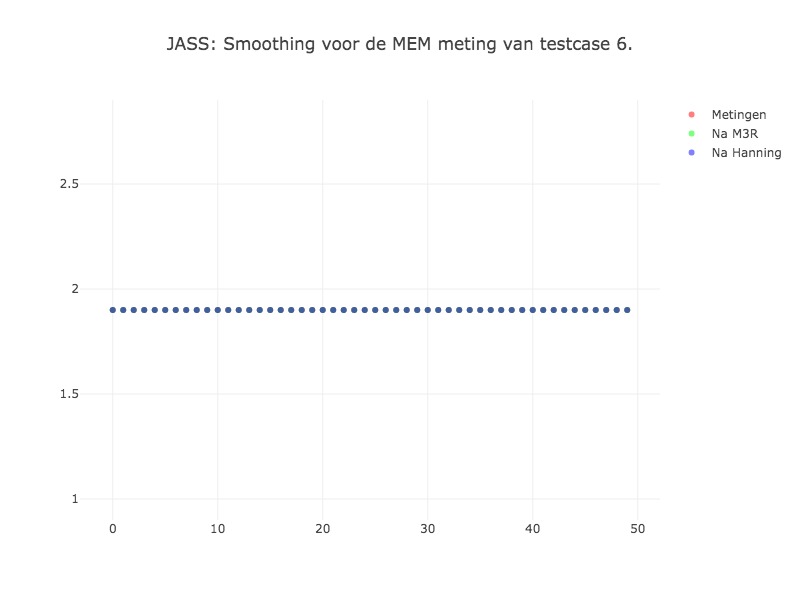 JASS: Smoothing voor de MEM meting van testcase 6.
Metingen
Na M3R
Na Hanning
2.5
2
1.5
1
0 10 20 30 40 50